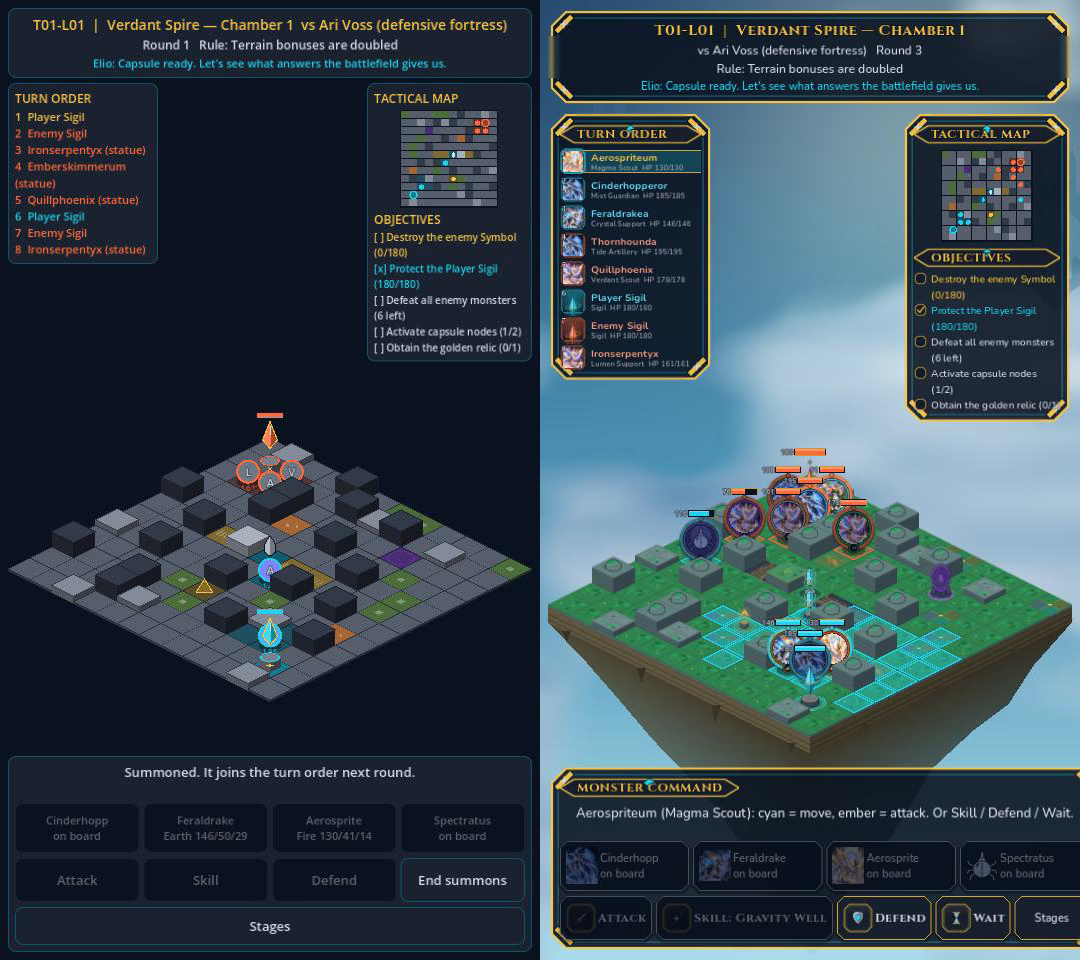 T01-L01 | Verdant Spire — Chamber 1 vs Ari Voss (defensive fortress)
Round 1 Rule: Terrain bonuses are doubled
Elio: Capsule ready. Let's see what answers the battlefield gives us.
TURN ORDER
1 Player Sigil
2 Enemy Sigil
3 Ironserpentyx (statue)
4 Emberskimmerum
(statue)
5 Quillphoenix (statue)
6 Player Sigil
7 Enemy Sigil
8 Ironserpentyx (statue)
TACTICAL MAP
OBJECTIVES
[ ] Destroy the enemy Symbol
(0/180)
[x] Protect the Player Sigil
(180/180)
[ ] Defeat all enemy monsters
(6 left)
[ ] Activate capsule nodes (1/2)
[ ] Obtain the golden relic (0/1)
L
V
A
A
Summoned. It joins the turn order next round.
Cinderhopp
on board
Feraldrake
Earth 146/50/29
Aerosprite
Fire 130/41/14
Spectratus
on board
Attack
Skill
Defend
End summons
Stages
T01-L01 | Verdant Spire — Chamber 1
vs Ari Voss (defensive fortress) Round 3
Rule: Terrain bonuses are doubled
Elio: Capsule ready. Let's see what answers the battlefield gives us.
TURN ORDER
Aerospriteum
Magma Scout HP 130/130
Cinderhopperor
Mist Guardian HP 185/185
Feraldrakea
Crystal Support HP 146/146
Thornhounda
Tide Artillery HP 195/195
Quillphoenix
Verdant Scout HP 178/178
Player Sigil
Sigil HP 180/180
Enemy Sigil
Sigil HP 180/180
Ironserpentyx
Lumen Support HP 161/161
TACTICAL MAP
OBJECTIVES
Destroy the enemy Symbol
(0/180)
Protect the Player Sigil
(180/180)
Defeat all enemy monsters
(6 left)
Activate capsule nodes
(1/2)
Obtain the golden relic (0/1)
MONSTER COMMAND
Aerospriteum (Magma Scout): cyan = move, ember = attack. Or Skill / Defend / Wait.
Cinderhopp
on board
Feraldrake
on board
Aerosprite
on board
Spectratus
on board
ATTACK
SKILL: GRAVITY WELL
DEFEND
WAIT
Stages